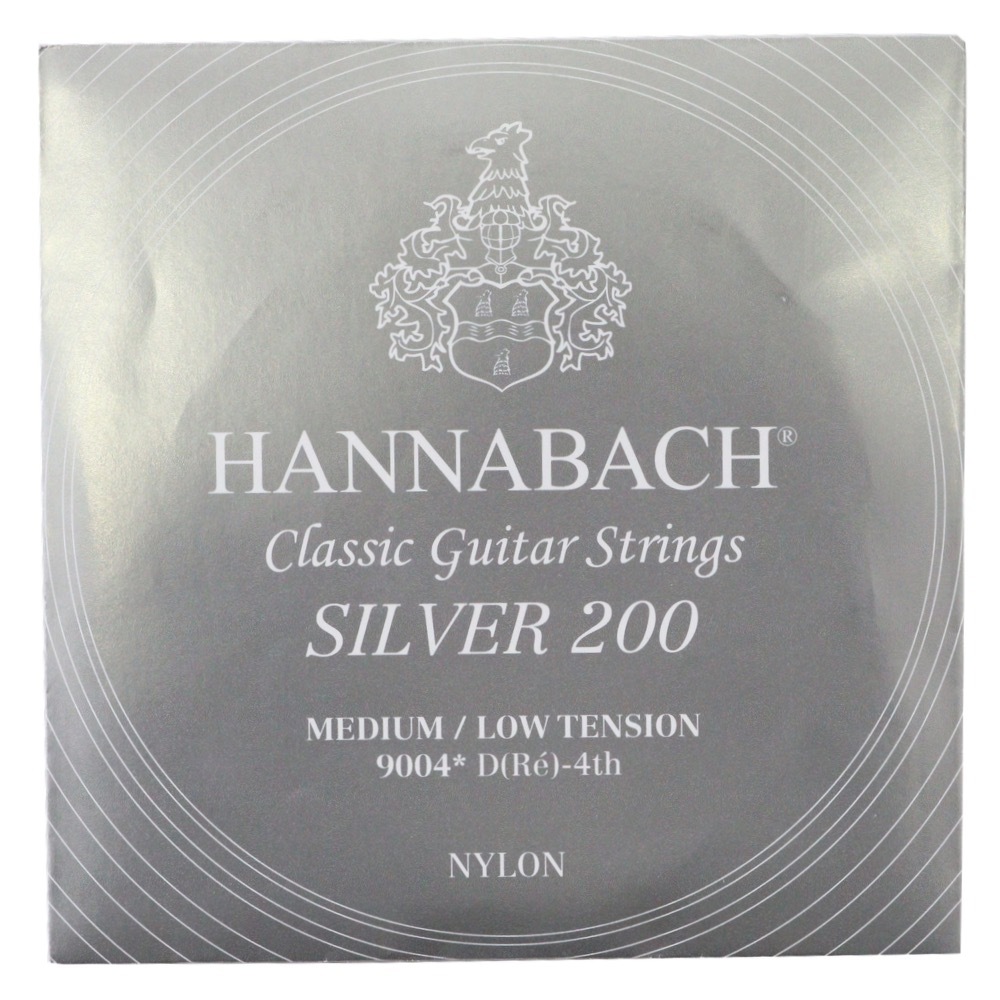 HANNABACH®
Classic Guitar Strings
SILVER 200
MEDIUM / LOW TENSION
9004* D(Ré)-4th
NYLON